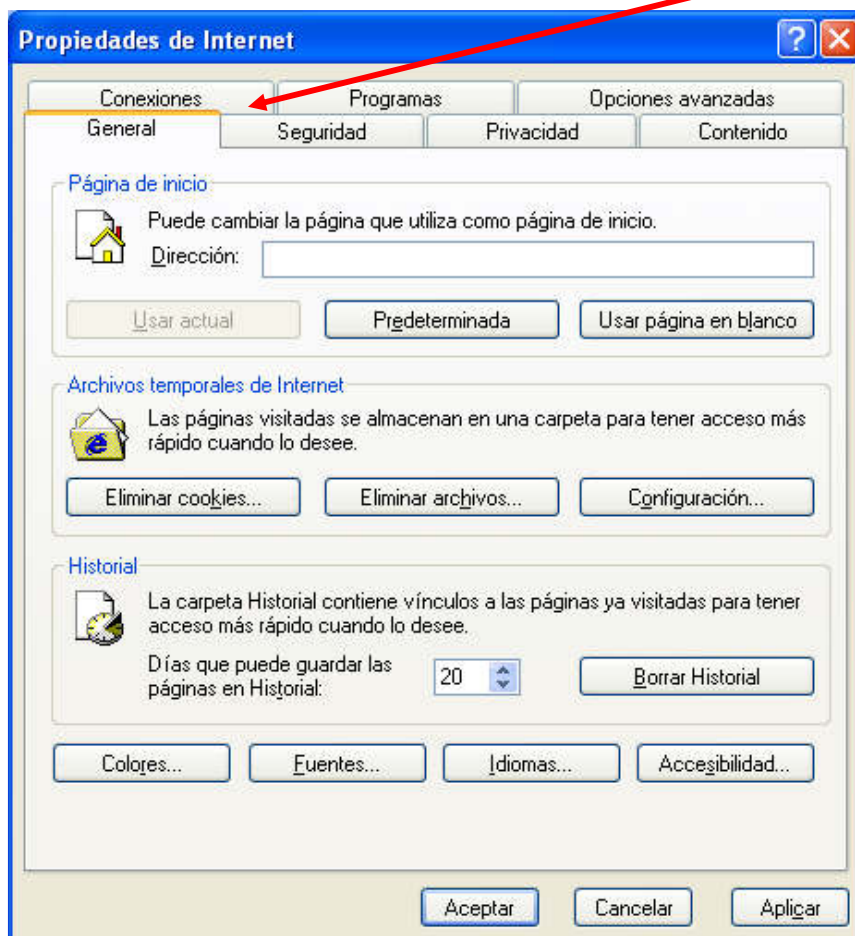 Propiedades de Internet
Conexiones Programas Opciones avanzadas
General Seguridad Privacidad Contenido
Página de inicio
Puede cambiar la página que utiliza como página de inicio.
Dirección:
Usar actual Predeterminada Usar página en blanco
Archivos temporales de Internet
Las páginas visitadas se almacenan en una carpeta para tener acceso más
rápido cuando lo desee.
Eliminar cookies... Eliminar archivos... Configuración...
Historial
La carpeta Historial contiene vínculos a las páginas ya visitadas para tener
acceso más rápido cuando lo desee.
Días que puede guardar las
páginas en Historial: 20 Borrar Historial
Colores... Fuentes... Idiomas... Accesibilidad...
Aceptar Cancelar Aplicar